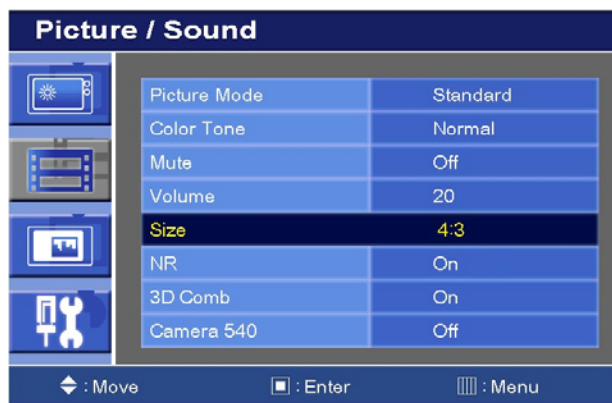 Picture / Sound
Picture Mode Standard
Color Tone Normal
Mute Off
Volume 20
Size 4:3
NR On
3D Comb On
Camera 540 Off
: Move : Enter : Menu